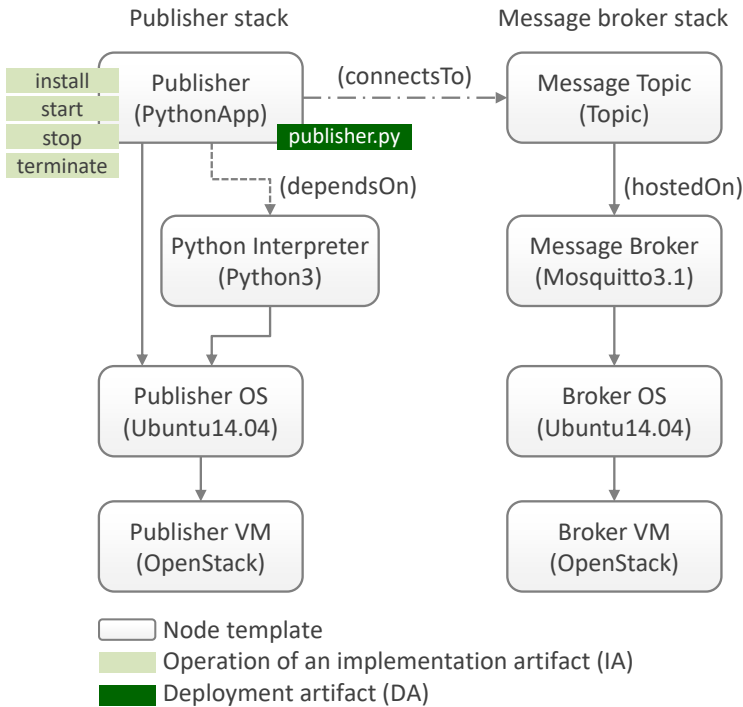 Publisher stack
Message broker stack
install
start
stop
terminate
Publisher
(PythonApp)
publisher.py
(connectsTo)
Message Topic
(Topic)
(dependsOn)
(hostedOn)
Python Interpreter
(Python3)
Message Broker
(Mosquitto3.1)
Publisher OS
(Ubuntu14.04)
Broker OS
(Ubuntu14.04)
Publisher VM
(OpenStack)
Broker VM
(OpenStack)
Node template
Operation of an implementation artifact (IA)
Deployment artifact (DA)